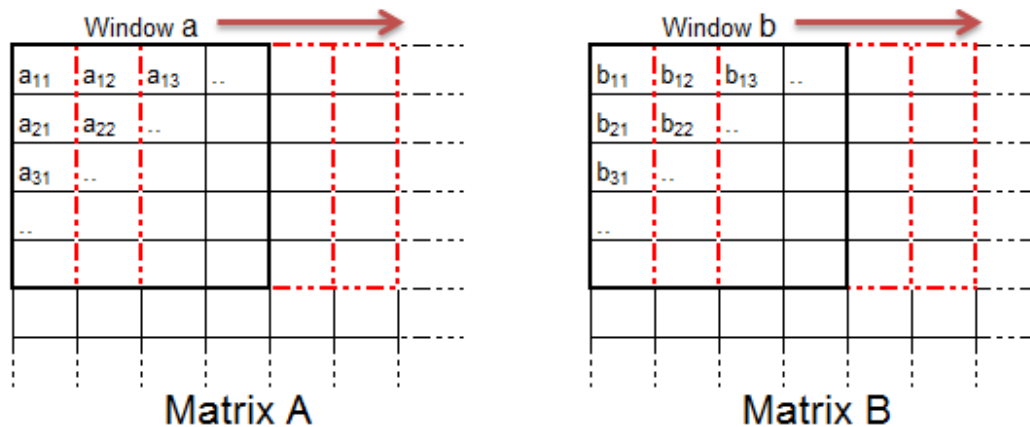 Window a
Window b
a11 a12 a13 ..
b11 b12 b13 ..
a21 a22 ..
b21 b22 ..
a31 ..
b31 ..
..
..
Matrix A
Matrix B